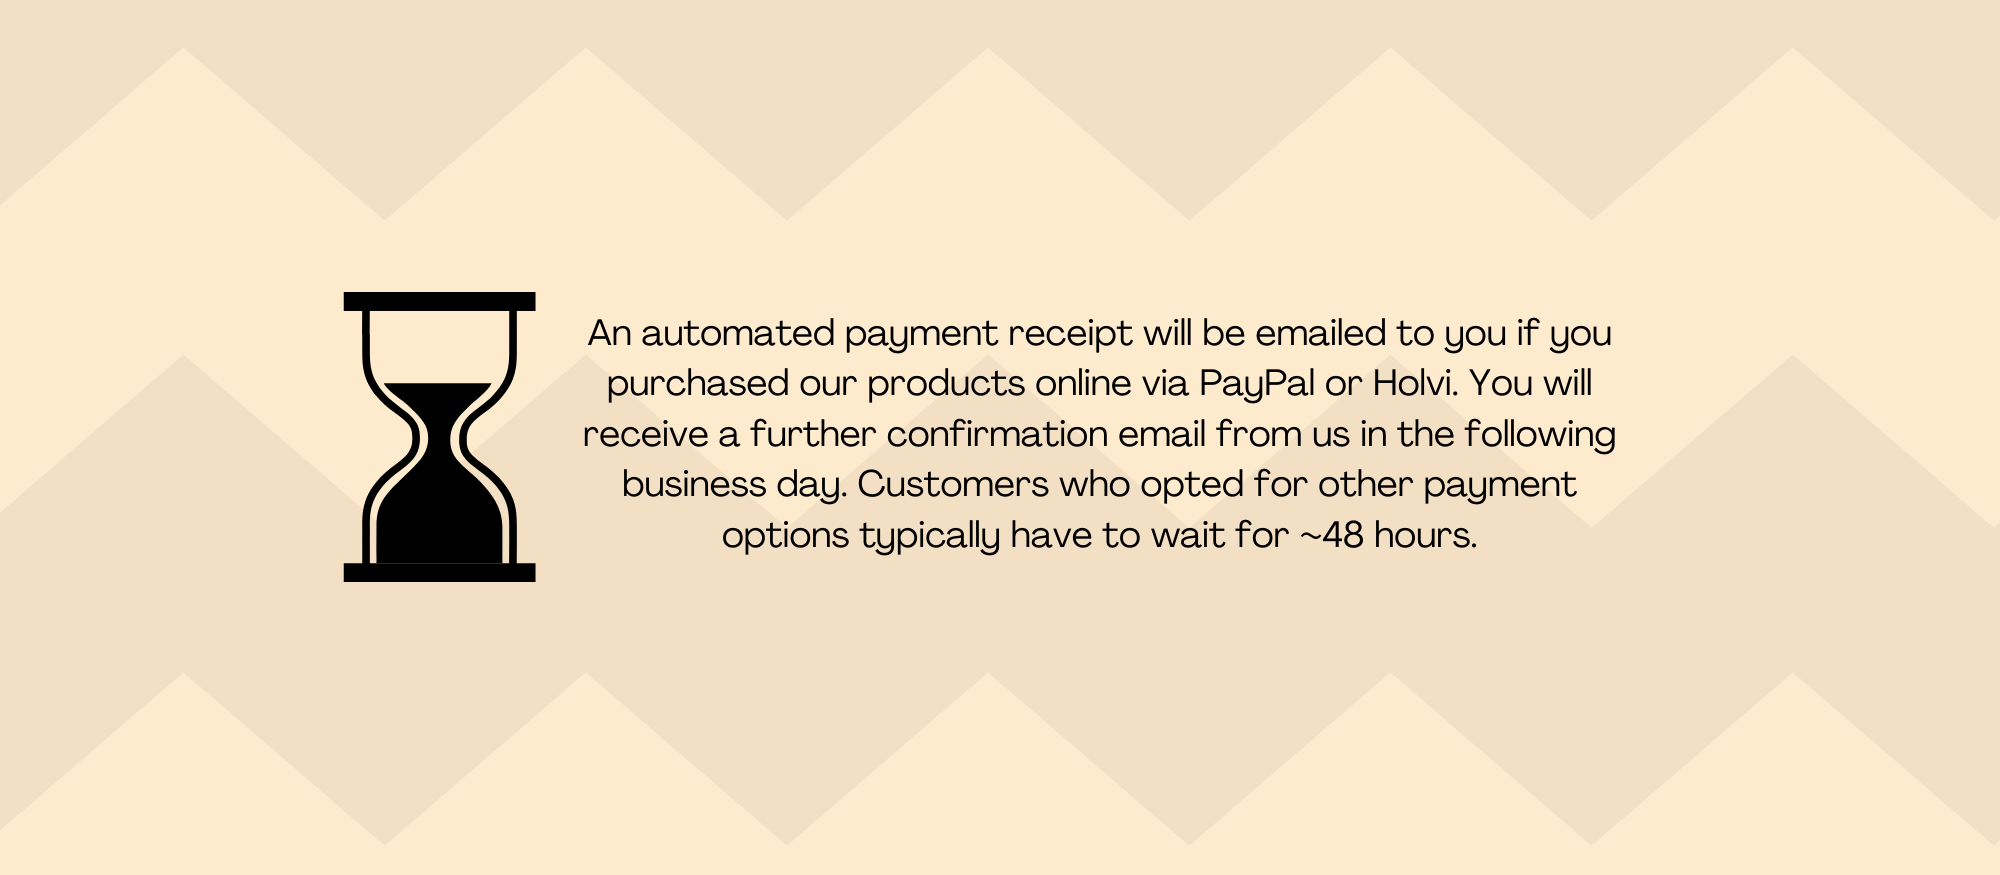 An automated payment receipt will be emailed to you if you
purchased our products online via PayPal or Holvi. You will
receive a further confirmation email from us in the following
business day. Customers who opted for other payment
options typically have to wait for ~48 hours.